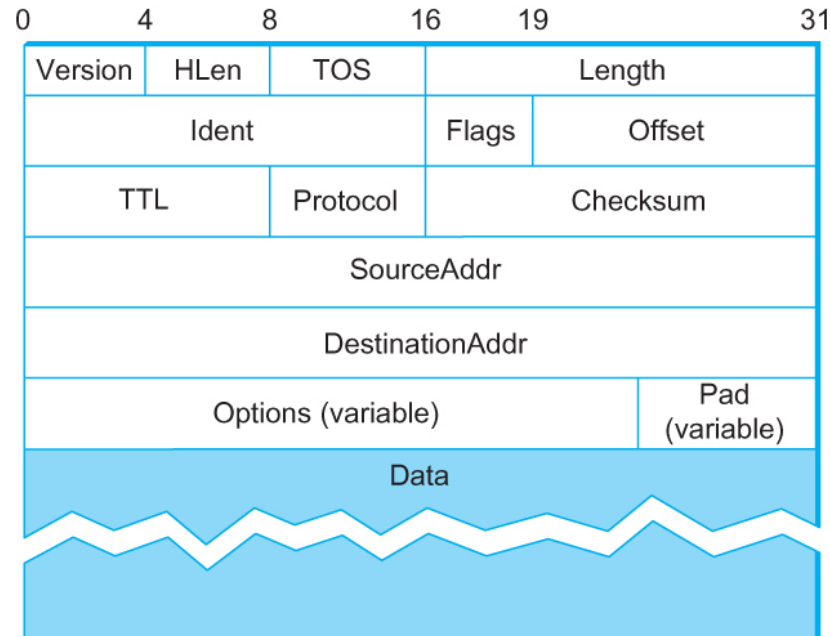 0 4 8 16 19 31
Version HLen TOS Length
Ident Flags Offset
TTL Protocol Checksum
SourceAddr
DestinationAddr
Options (variable) Pad
(variable)
Data